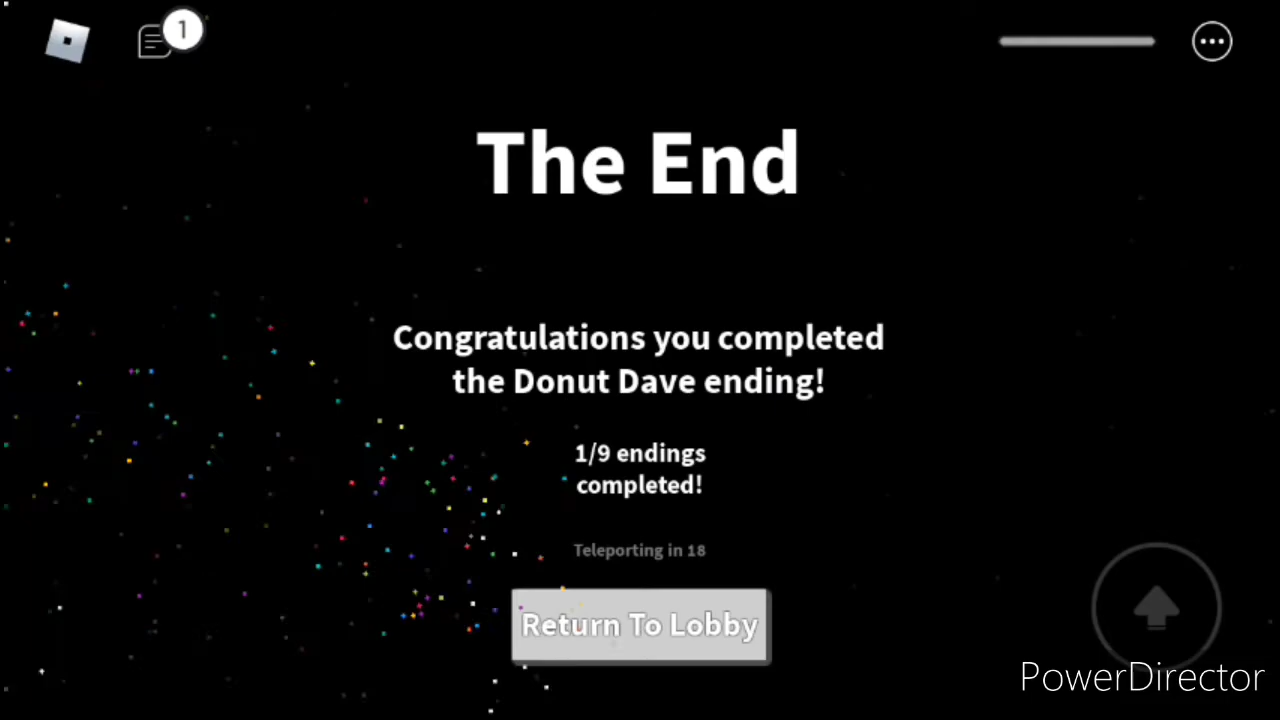 1
The End
Congratulations you completed
the Donut Dave ending!
1/9 endings
completed!
Teleporting in 18
Return To Lobby
PowerDirector